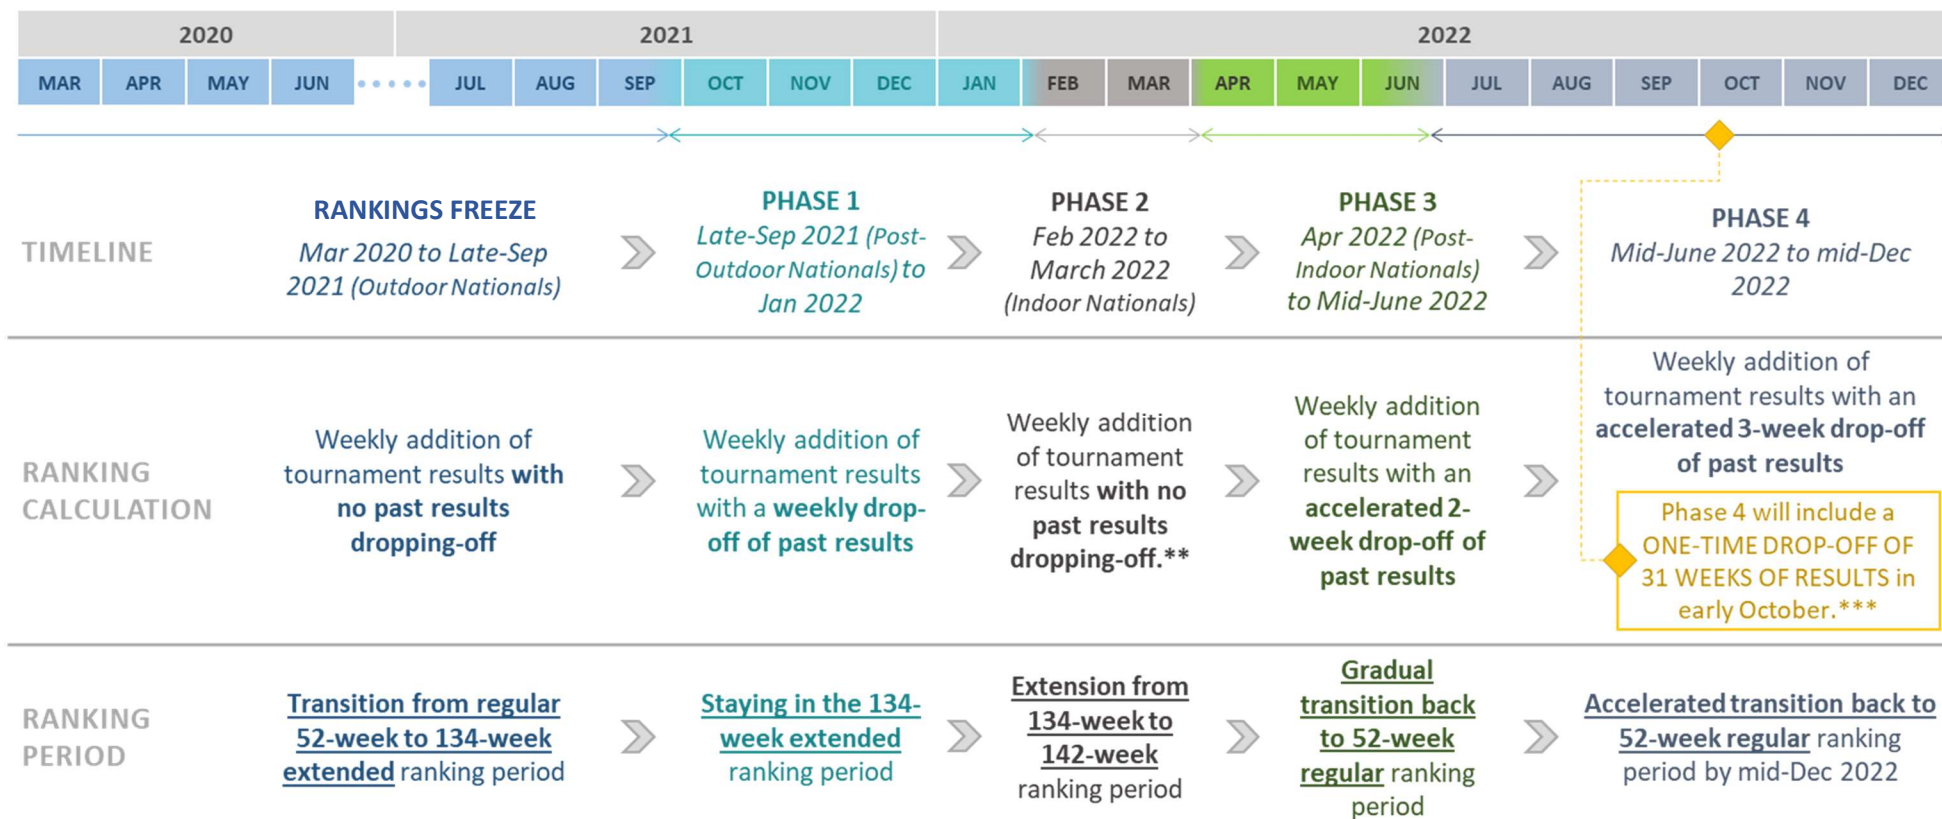 2020 2021 2022
MAR APR MAY JUN JUL AUG SEP OCT NOV DEC JAN FEB MAR APR MAY JUN JUL AUG SEP OCT NOV DEC
TIMELINE
RANKINGS FREEZE
Mar 2020 to Late-Sep
2021 (Outdoor Nationals)
PHASE 1
Late-Sep 2021 (Post-
Outdoor Nationals) to
Jan 2022
PHASE 2
Feb 2022 to
March 2022
(Indoor Nationals)
PHASE 3
Apr 2022 (Post-
Indoor Nationals)
to Mid-June 2022
PHASE 4
Mid-June 2022 to mid-Dec
2022
RANKING
CALCULATION
Weekly addition of
tournament results with
no past results
dropping-off
Weekly addition of
tournament results
with a weekly drop-
off of past results
Weekly addition
of tournament
results with no
past results
dropping-off.**
Weekly addition
of tournament
results with an
accelerated 2-
week drop-off of
past results
Weekly addition of
tournament results with an
accelerated 3-week drop-off
of past results
Phase 4 will include a
ONE-TIME DROP-OFF OF
31 WEEKS OF RESULTS in
early October.***
RANKING
PERIOD
Transition from regular
52-week to 134-week
extended ranking period
Staying in the 134-
week extended
ranking period
Extension from
134-week to
142-week
ranking period
Gradual
transition back
to 52-week
regular ranking
period
Accelerated transition back to
52-week regular ranking
period by mid-Dec 2022